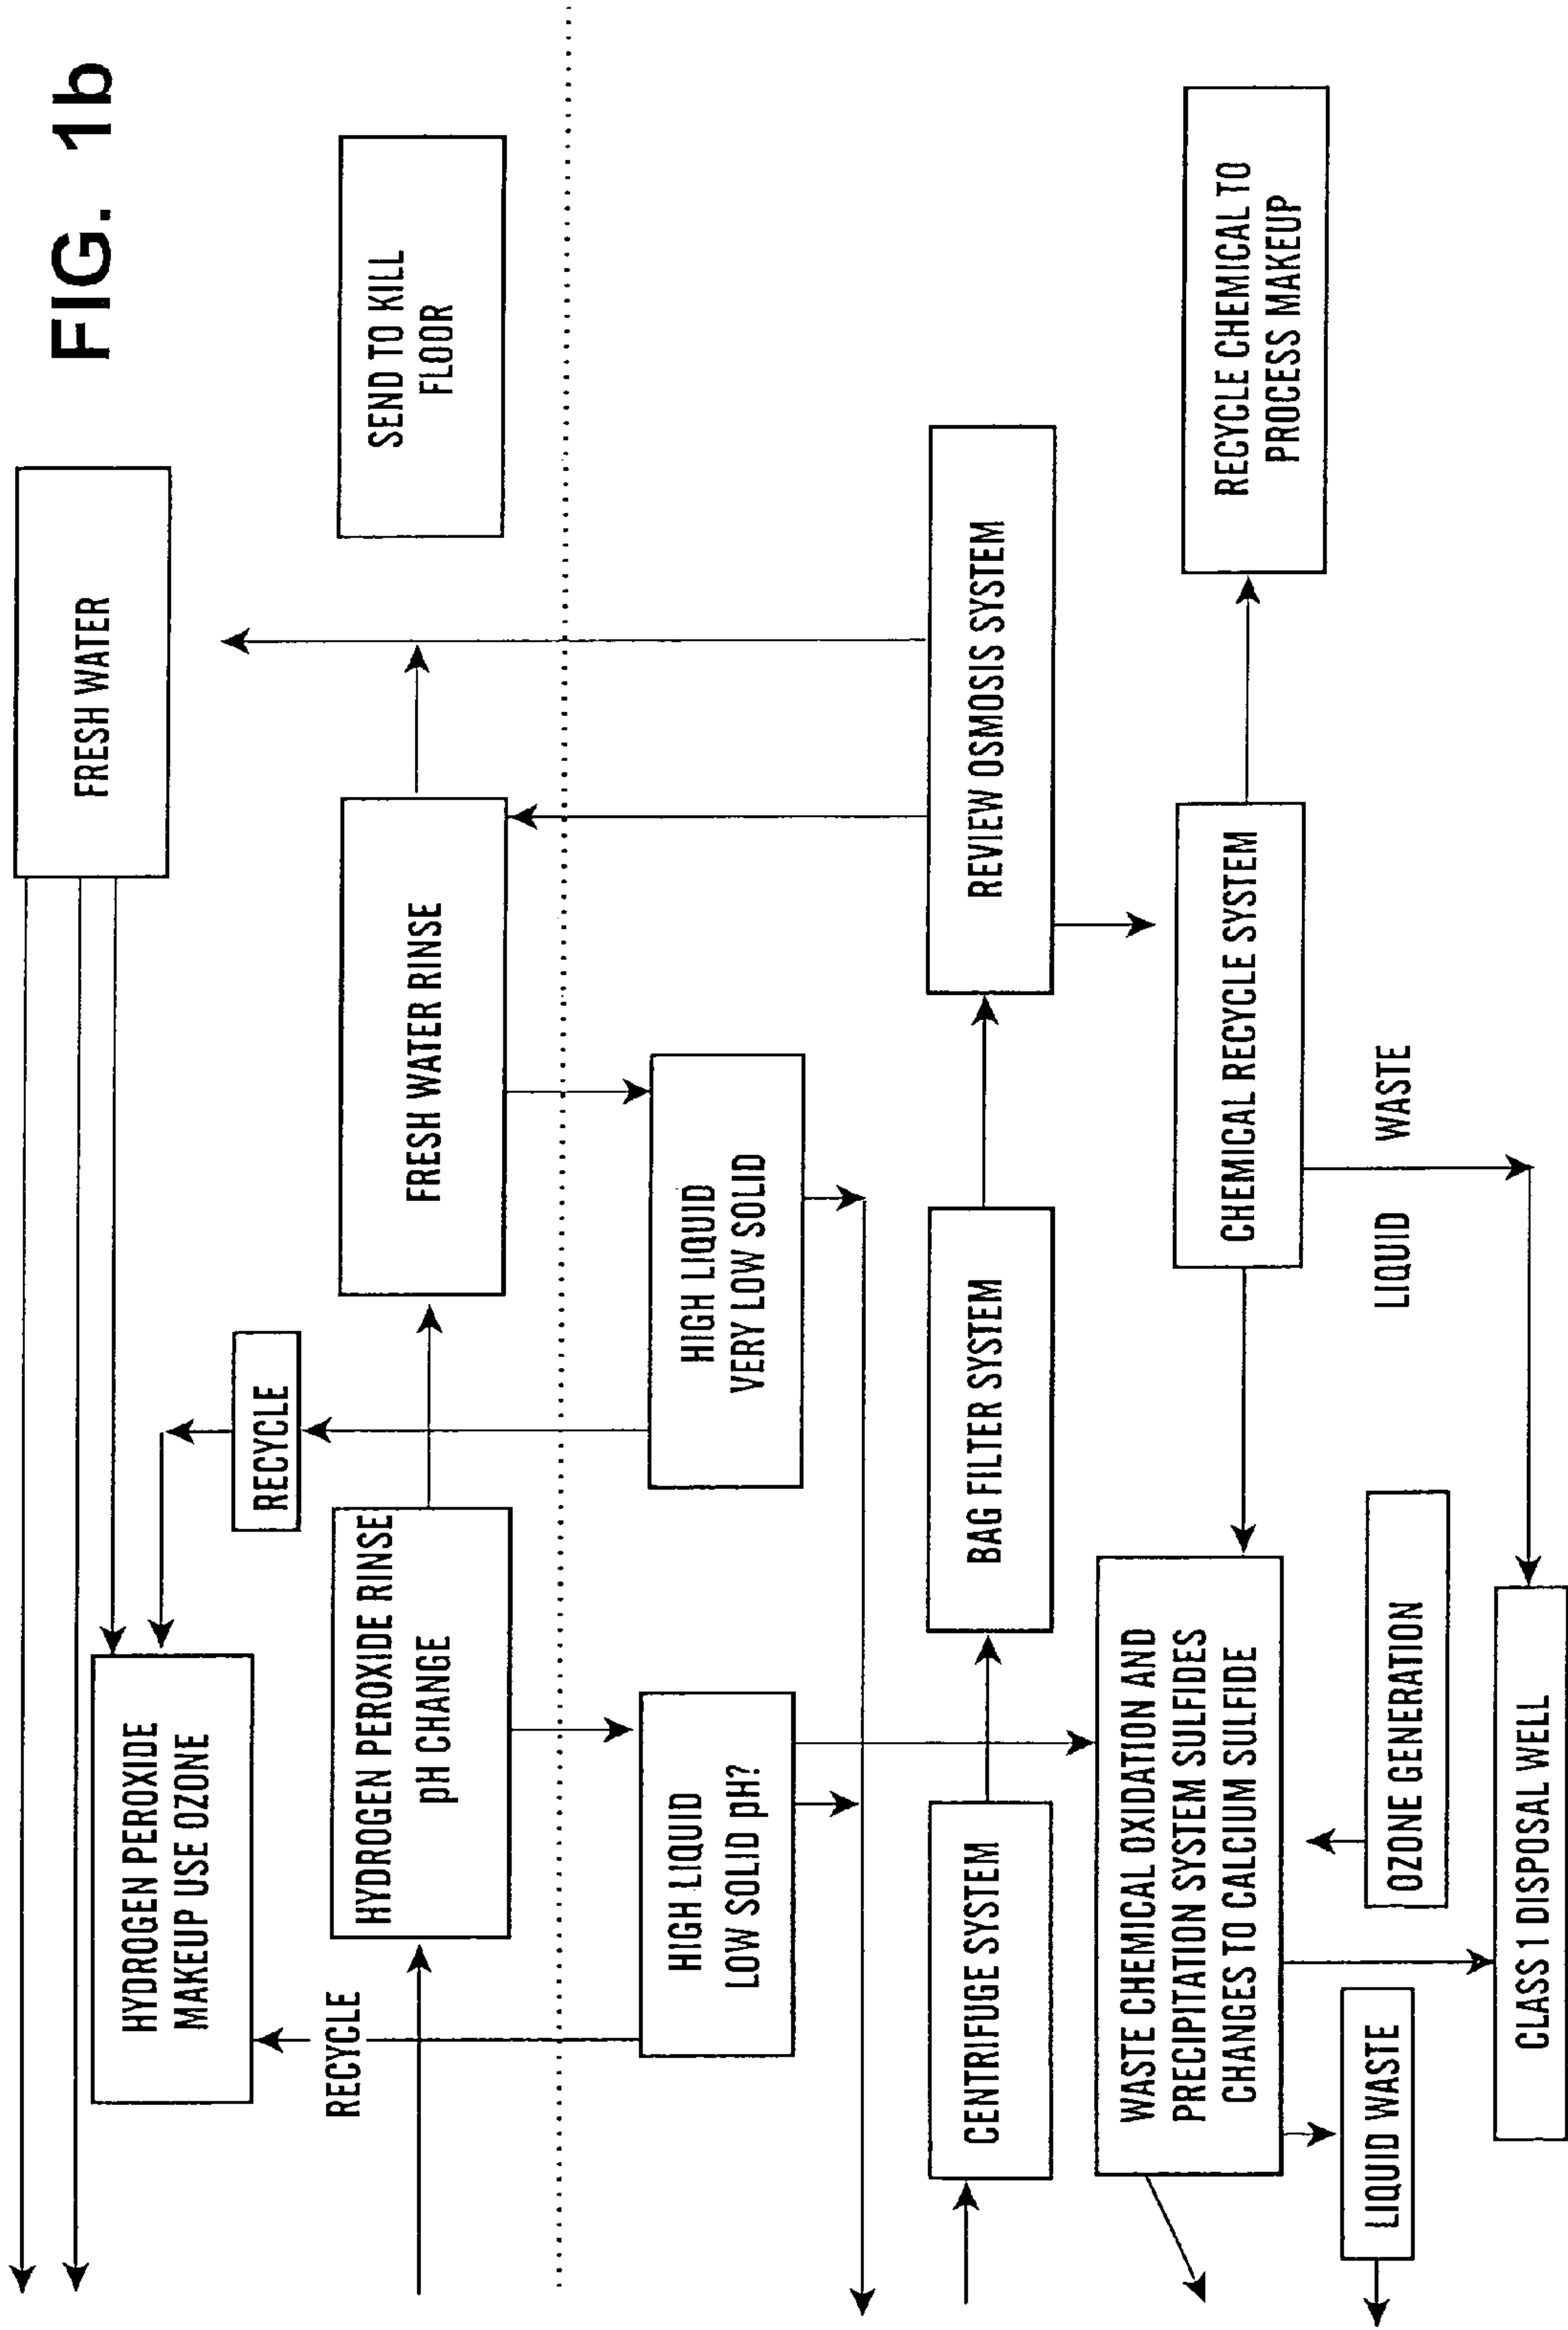 FIG. 1b
FRESH WATER
HYDROGEN PEROXIDE
MAKEUP USE OZONE
RECYCLE
RECYCLE
HYDROGEN PEROXIDE RINSE
pH CHANGE
FRESH WATER RINSE
SEND TO KILL
FLOOR
HIGH LIQUID
LOW SOLID pH?
HIGH LIQUID
VERY LOW SOLID
CENTRIFUGE SYSTEM
BAG FILTER SYSTEM
REVIEW OSMOSIS SYSTEM
WASTE CHEMICAL OXIDATION AND
PRECIPITATION SYSTEM SULFIDES
CHANGES TO CALCIUM SULFIDE
CHEMICAL RECYCLE SYSTEM
RECYCLE CHEMICAL TO
PROCESS MAKEUP
LIQUID WASTE
OZONE GENERATION
LIQUID WASTE
CLASS 1 DISPOSAL WELL